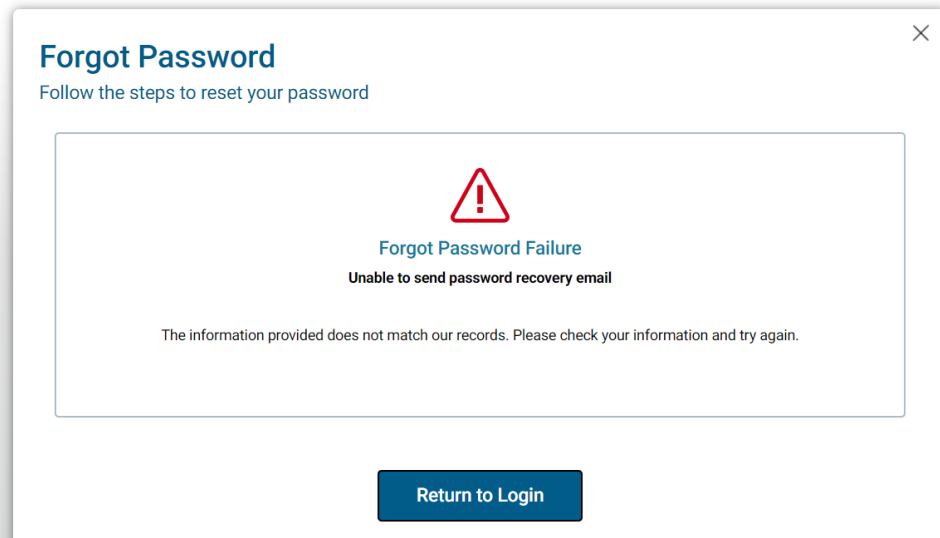 Forgot Password
Follow the steps to reset your password
Forgot Password Failure
Unable to send password recovery email
The information provided does not match our records. Please check your information and try again.
Return to Login